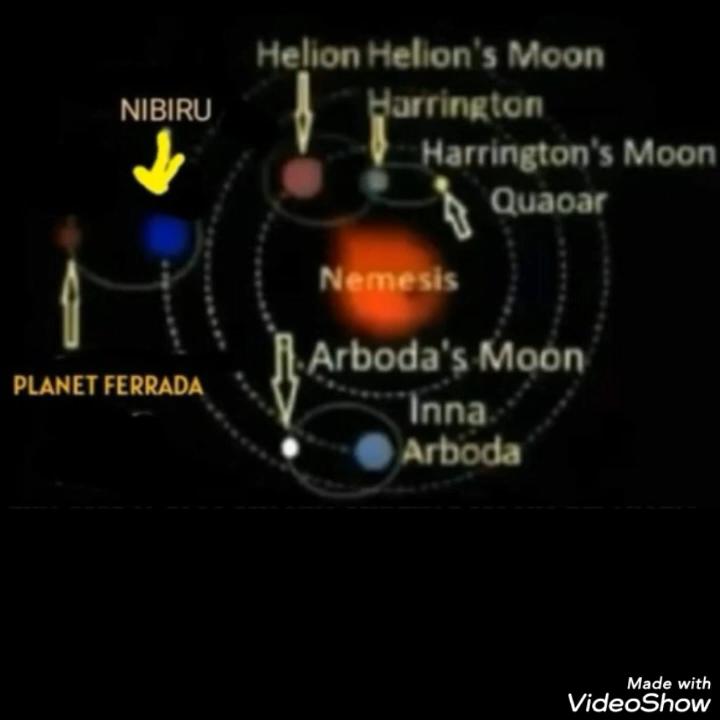 Helion Helion's Moon
NIBIRU
Harrington
Harrington's Moon
Quaoar
Nemesis
Arboda's Moon
PLANET FERRADA
Inna
Arboda
Made with
VideoShow